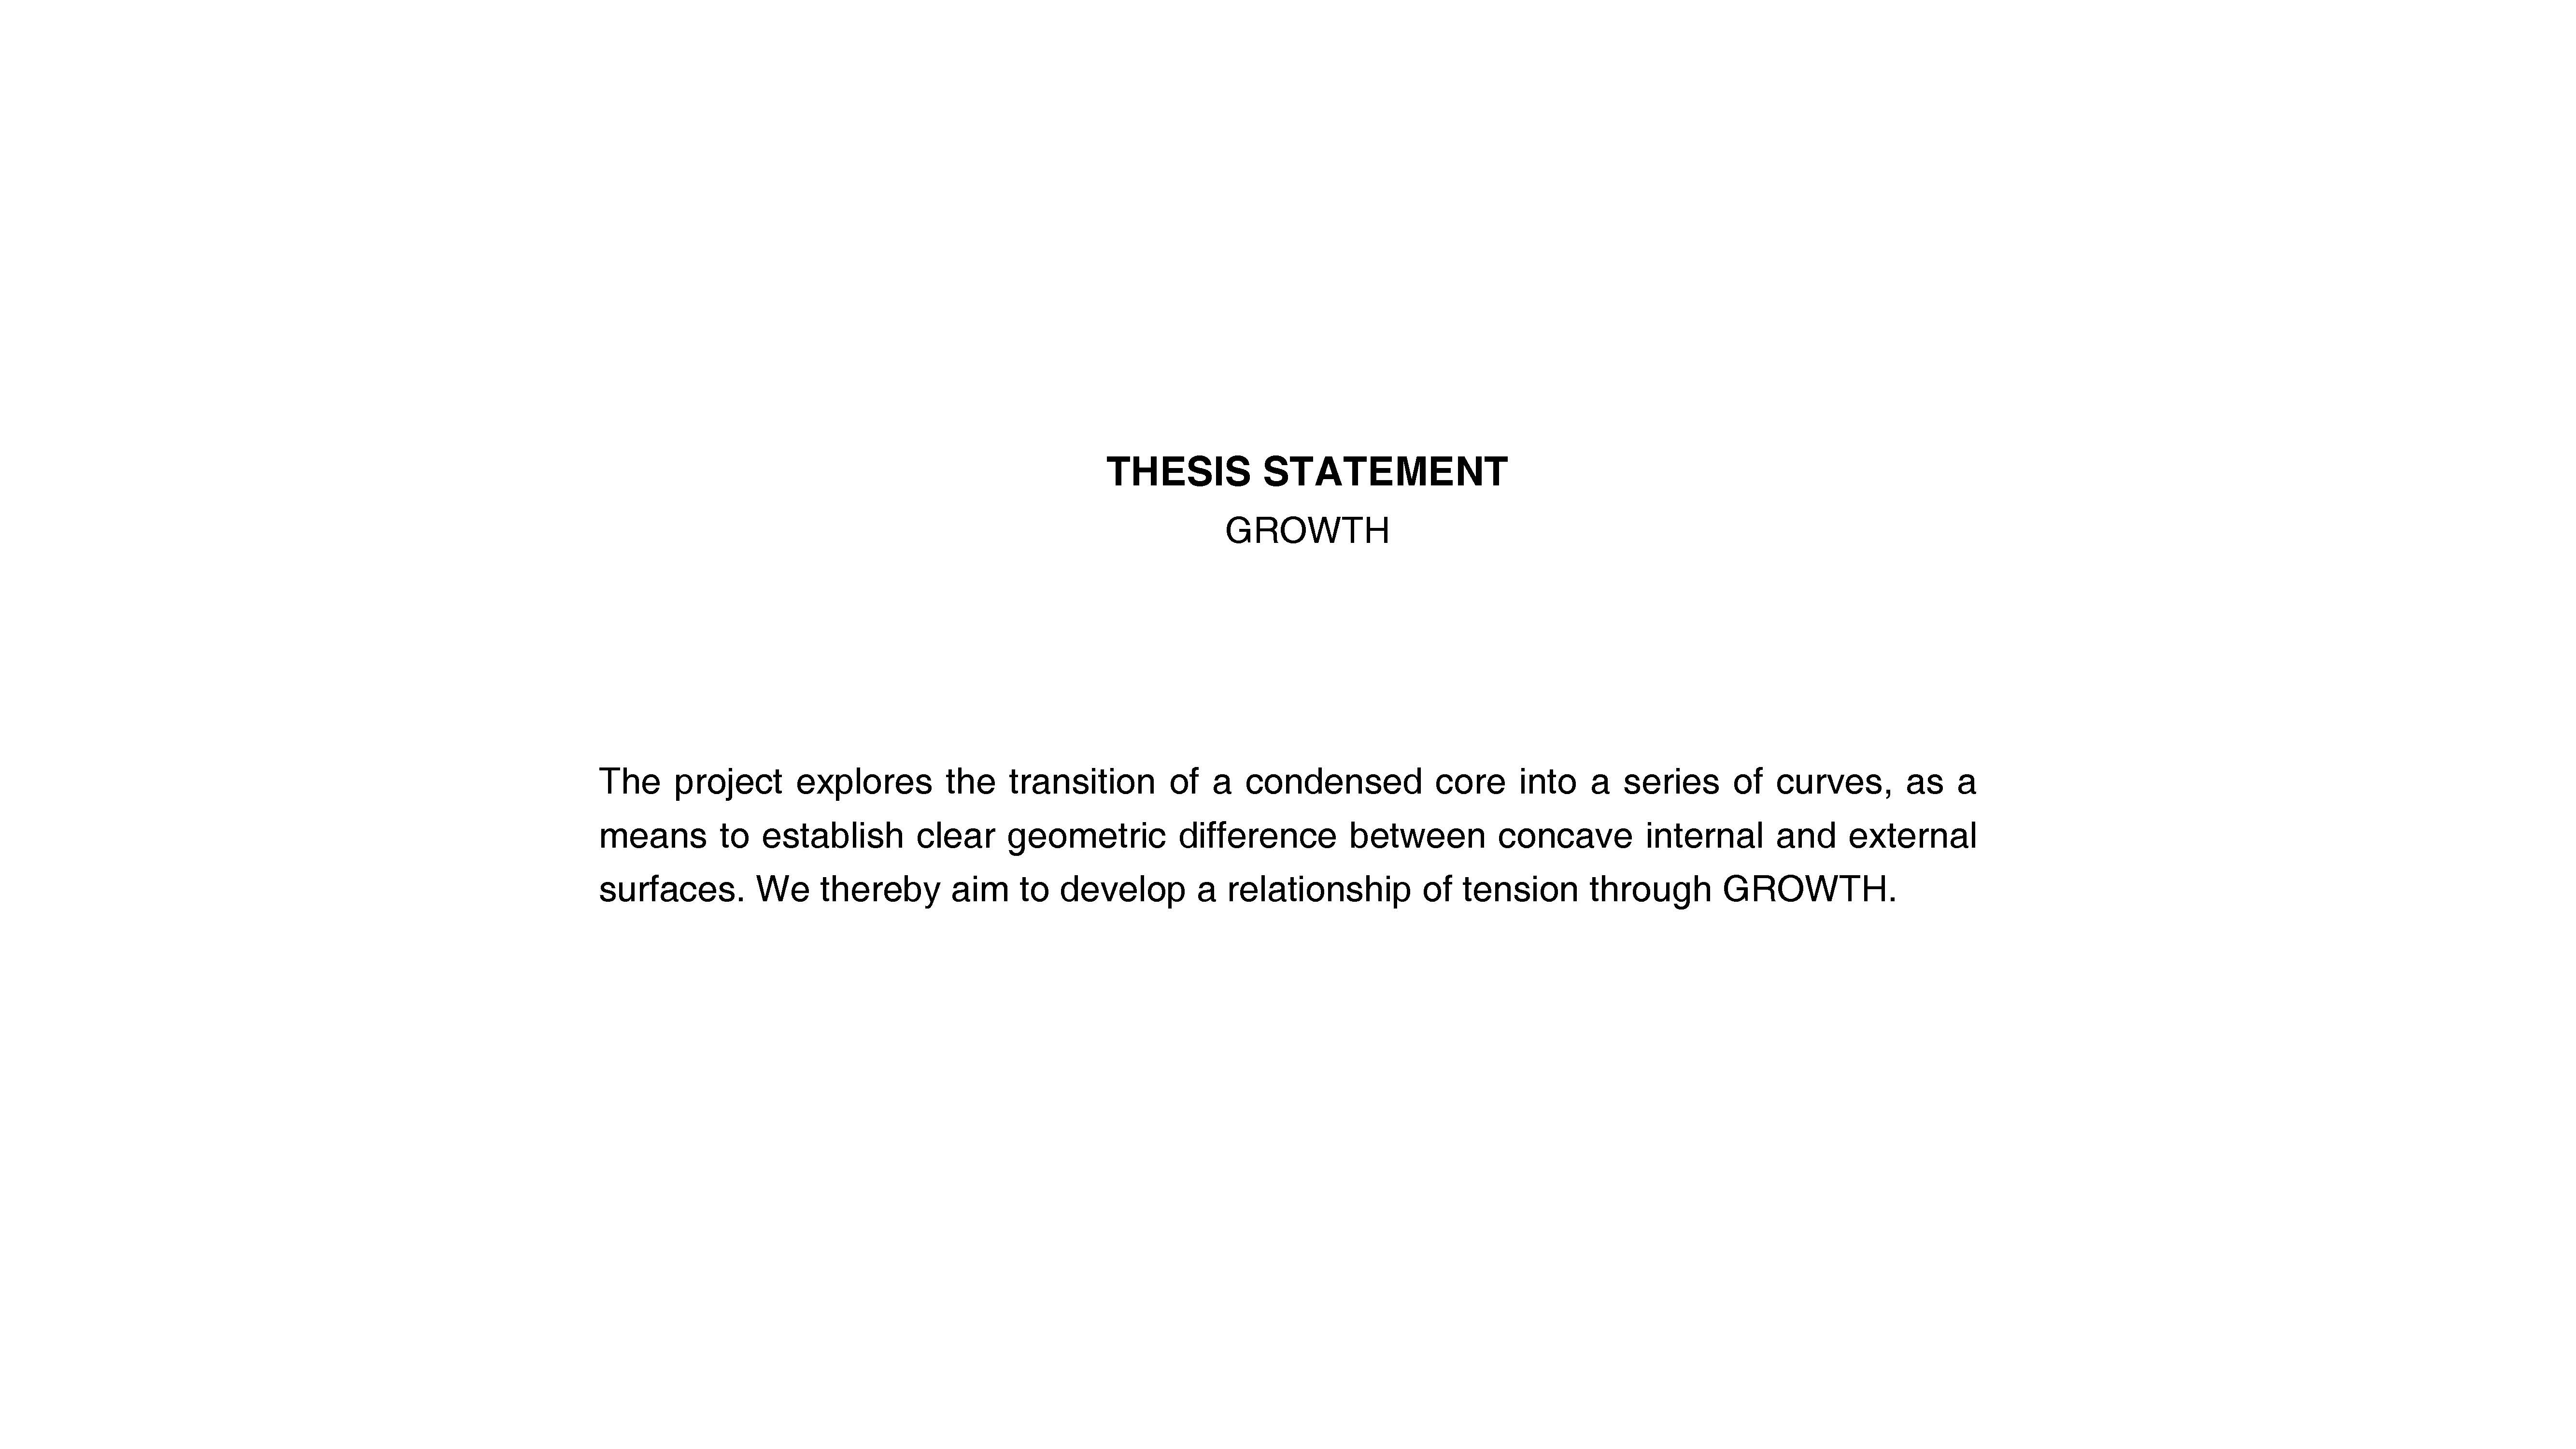 THESIS STATEMENT
GROWTH
The project explores the transition of a condensed core into a series of curves, as a
means to establish clear geometric difference between concave internal and external
surfaces. We thereby aim to develop a relationship of tension through GROWTH.